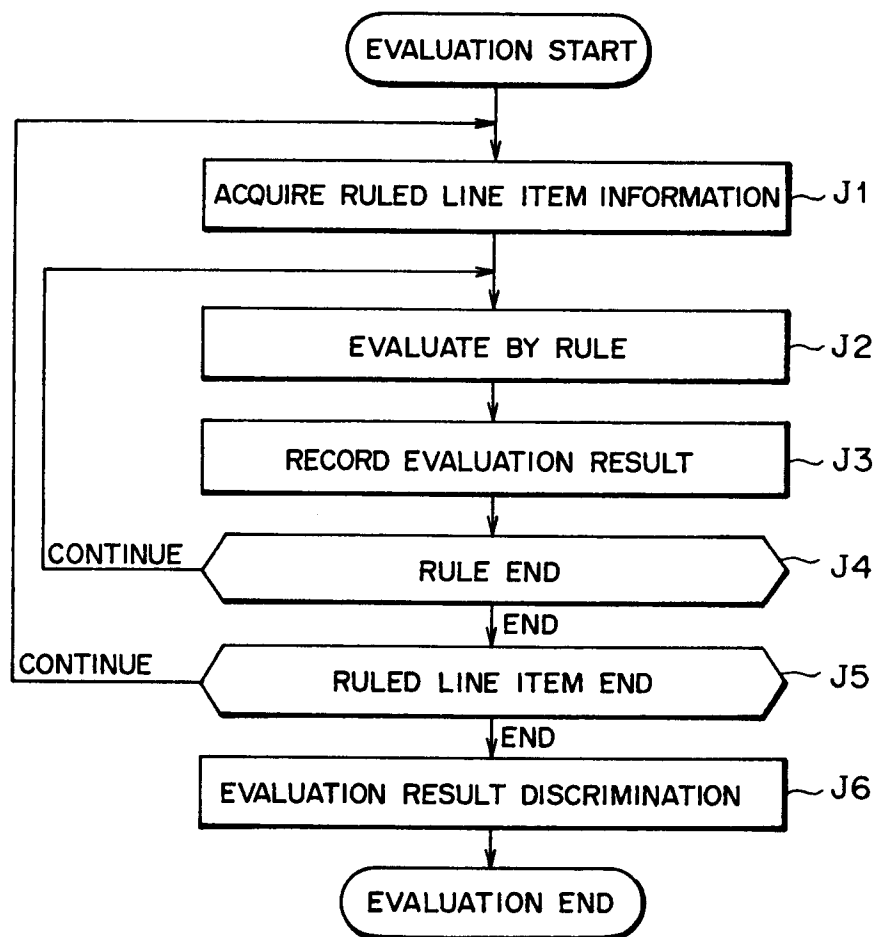 EVALUATION START
ACQUIRE RULED LINE ITEM INFORMATION
J1
EVALUATE BY RULE
J2
RECORD EVALUATION RESULT
J3
CONTINUE
RULE END
J4
END
CONTINUE
RULED LINE ITEM END
J5
END
EVALUATION RESULT DISCRIMINATION
J6
EVALUATION END